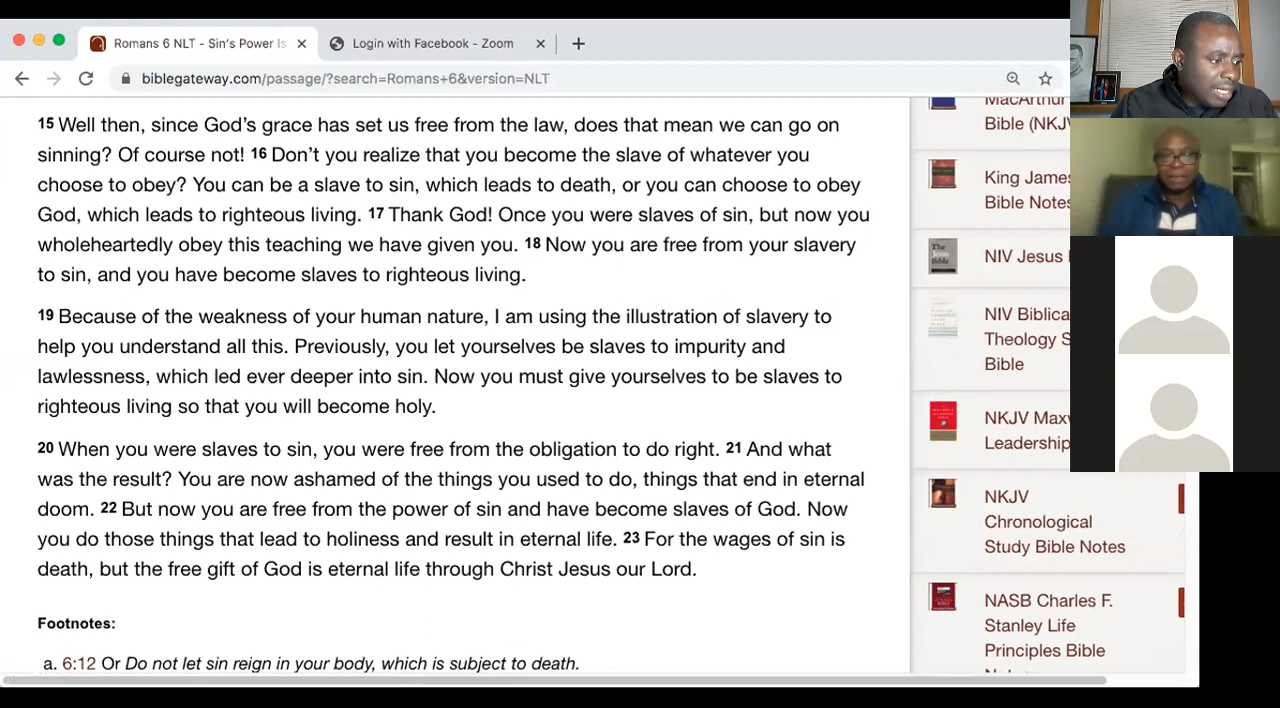 Romans 6 NLT - Sin's Power Is
Login with Facebook - Zoom
biblegateway.com/passage/?search=Romans+6&version=NLT
15 Well then, since God's grace has set us free from the law, does that mean we can go on
sinning? Of course not! 16 Don't you realize that you become the slave of whatever you
choose to obey? You can be a slave to sin, which leads to death, or you can choose to obey
God, which leads to righteous living. 17 Thank God! Once you were slaves of sin, but now you
wholeheartedly obey this teaching we have given you. 18 Now you are free from your slavery
to sin, and you have become slaves to righteous living.
19 Because of the weakness of your human nature, I am using the illustration of slavery to
help you understand all this. Previously, you let yourselves be slaves to impurity and
lawlessness, which led ever deeper into sin. Now you must give yourselves to be slaves to
righteous living so that you will become holy.
20 When you were slaves to sin, you were free from the obligation to do right. 21 And what
was the result? You are now ashamed of the things you used to do, things that end in eternal
doom. 22 But now you are free from the power of sin and have become slaves of God. Now
you do those things that lead to holiness and result in eternal life. 23 For the wages of sin is
death, but the free gift of God is eternal life through Christ Jesus our Lord.
Footnotes:
a. 6:12 Or Do not let sin reign in your body, which is subject to death.
MacArthur
Bible (NKJV
King James
Bible Notes
The Jesus Bible
NIV Jesus
NIV Biblica
Theology S
Bible
NKJV Max
Leadership
NKJV
Chronological
Study Bible Notes
NASB Charles F.
Stanley Life
Principles Bible